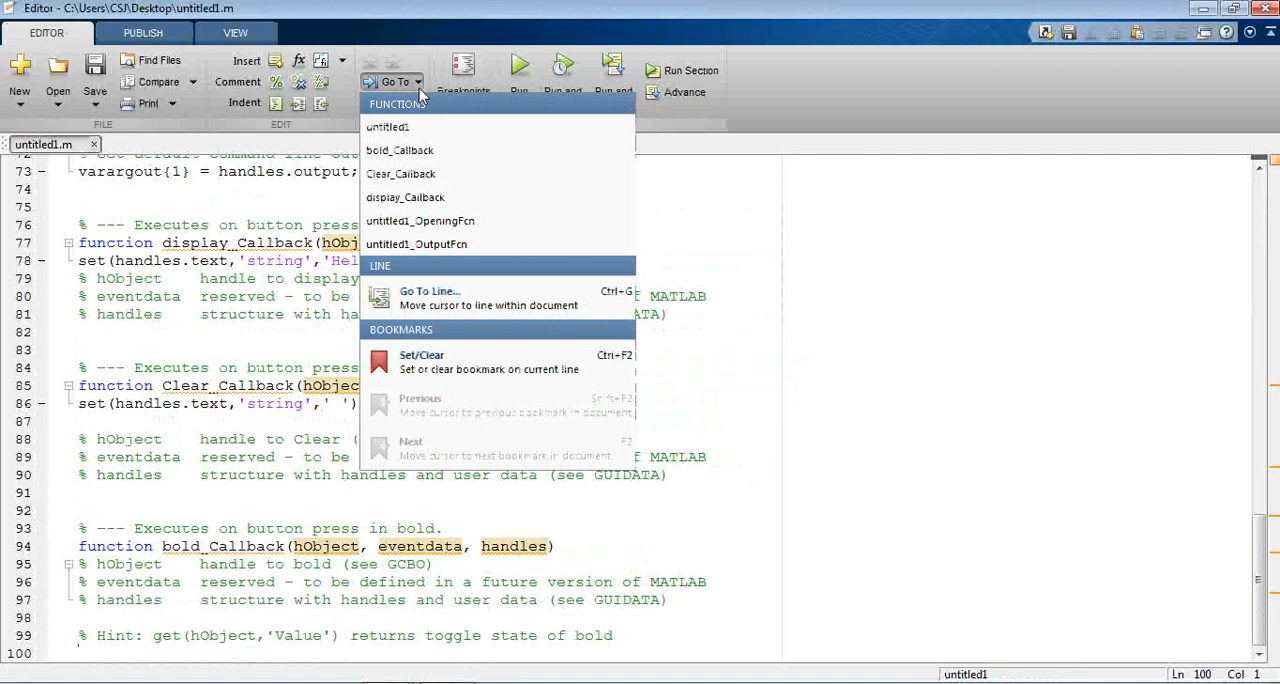 Editor - C:\Users\CSJ\Desktop\untitled1.m
EDITOR PUBLISH VIEW
New Open Save
Find Files
Compare
Print
FILE
Insert fx
Comment
Indent
EDIT
Go To
Breakpoints Run Run and Run and
Run Section
Advance
untitled1.m
FUNCTIONS
untitled1
bold_Callback
Clear_Callback
display_Callback
untitled1_OpeningFcn
untitled1_OutputFcn
LINE
Go To Line... Ctrl+G
Move cursor to line within document
BOOKMARKS
Set/Clear Ctrl+F2
Set or clear bookmark on current line
Previous Shift+F2
Move cursor to previous bookmark in document
Next F2
Move cursor to next bookmark in document
72
73 varargout{1} = handles.output;
74
75
76 % --- Executes on button press
77 function display_Callback(hObj
78 set(handles.text,'string','Hel
79 % hObject handle to display
80 % eventdata reserved - to be of MATLAB
81 % handles structure with ha ATA)
82
83
84 % --- Executes on button press
85 function Clear_Callback(hObjec
86 set(handles.text,'string',' ')
87
88 % hObject handle to Clear (
89 % eventdata reserved - to be of MATLAB
90 % handles structure with handles and user data (see GUIDATA)
91
92
93 % --- Executes on button press in bold.
94 function bold_Callback(hObject, eventdata, handles)
95 % hObject handle to bold (see GCBO)
96 % eventdata reserved - to be defined in a future version of MATLAB
97 % handles structure with handles and user data (see GUIDATA)
98
99 % Hint: get(hObject,'Value') returns toggle state of bold
100
untitled1 Ln 100 Col 1